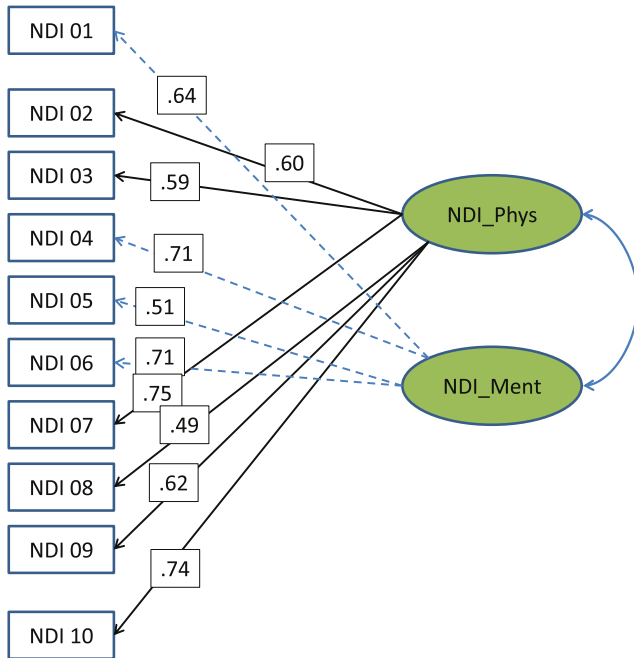 NDI 01
NDI 02
NDI 03
NDI 04
NDI 05
NDI 06
NDI 07
NDI 08
NDI 09
NDI 10
.64
.60
.59
.71
.51
.71
.75
.49
.62
.74
NDI_Phys
NDI_Ment